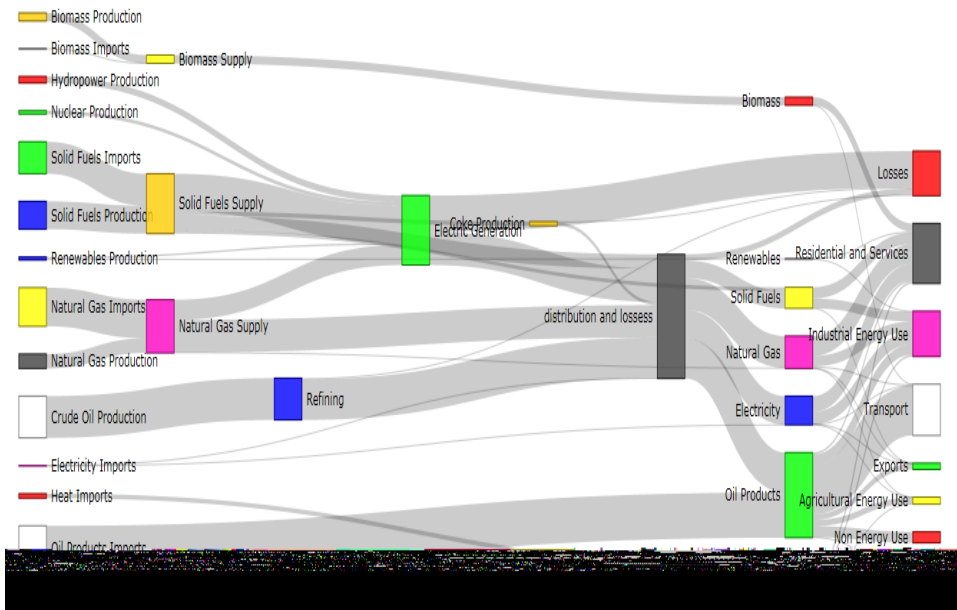 Biomass Production
Biomass Imports
Biomass Supply
Hydropower Production
Biomass
Nuclear Production
Solid Fuels Imports
Losses
Solid Fuels Supply
Solid Fuels Production
Coke Production
Electric Generation
Renewables Production
Renewables
Residential and Services
Solid Fuels
Natural Gas Imports
distribution and lossess
Natural Gas Supply
Industrial Energy Use
Natural Gas
Natural Gas Production
Refining
Crude Oil Production
Electricity
Transport
Electricity Imports
Exports
Heat Imports
Oil Products
Agricultural Energy Use
Non Energy Use
Oil Products Imports